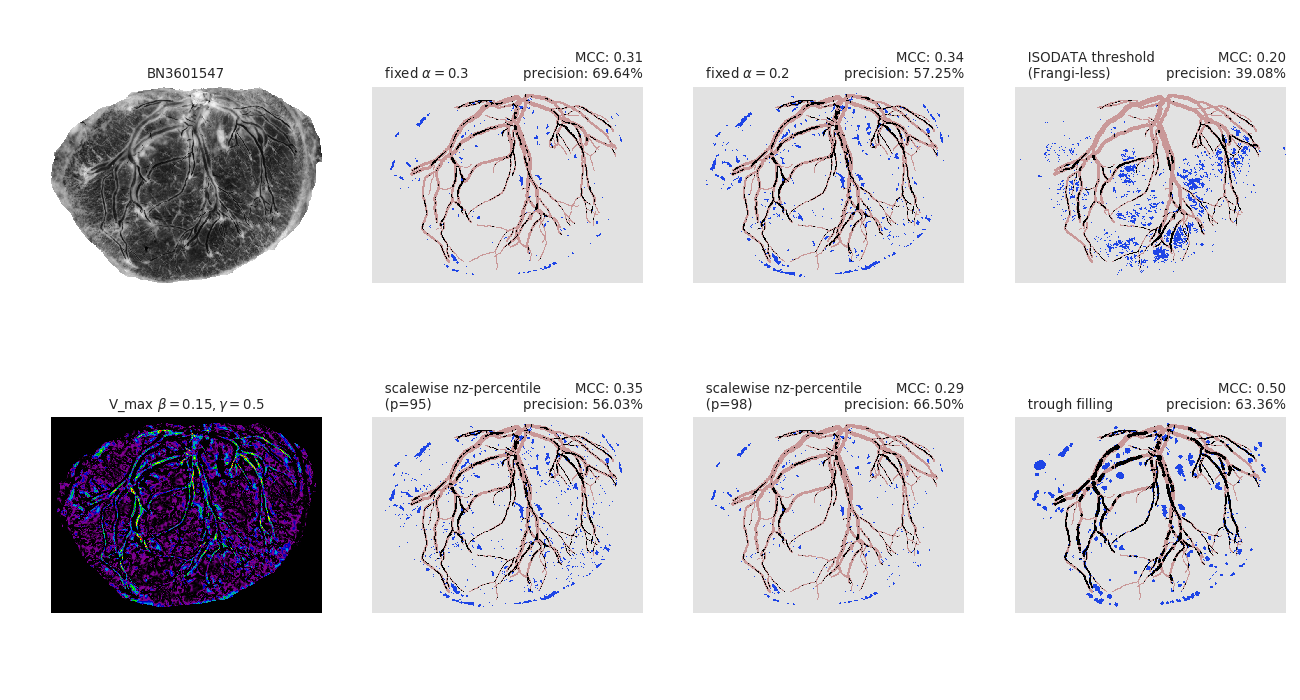 BN3601547
fixed α = 0.3
MCC: 0.31
precision: 69.64%
fixed α = 0.2
MCC: 0.34
precision: 57.25%
ISODATA threshold
(Frangi-less)
MCC: 0.20
precision: 39.08%
V_max β = 0.15, γ = 0.5
scalewise nz-percentile
(p=95)
MCC: 0.35
precision: 56.03%
scalewise nz-percentile
(p=98)
MCC: 0.29
precision: 66.50%
trough filling
MCC: 0.50
precision: 63.36%